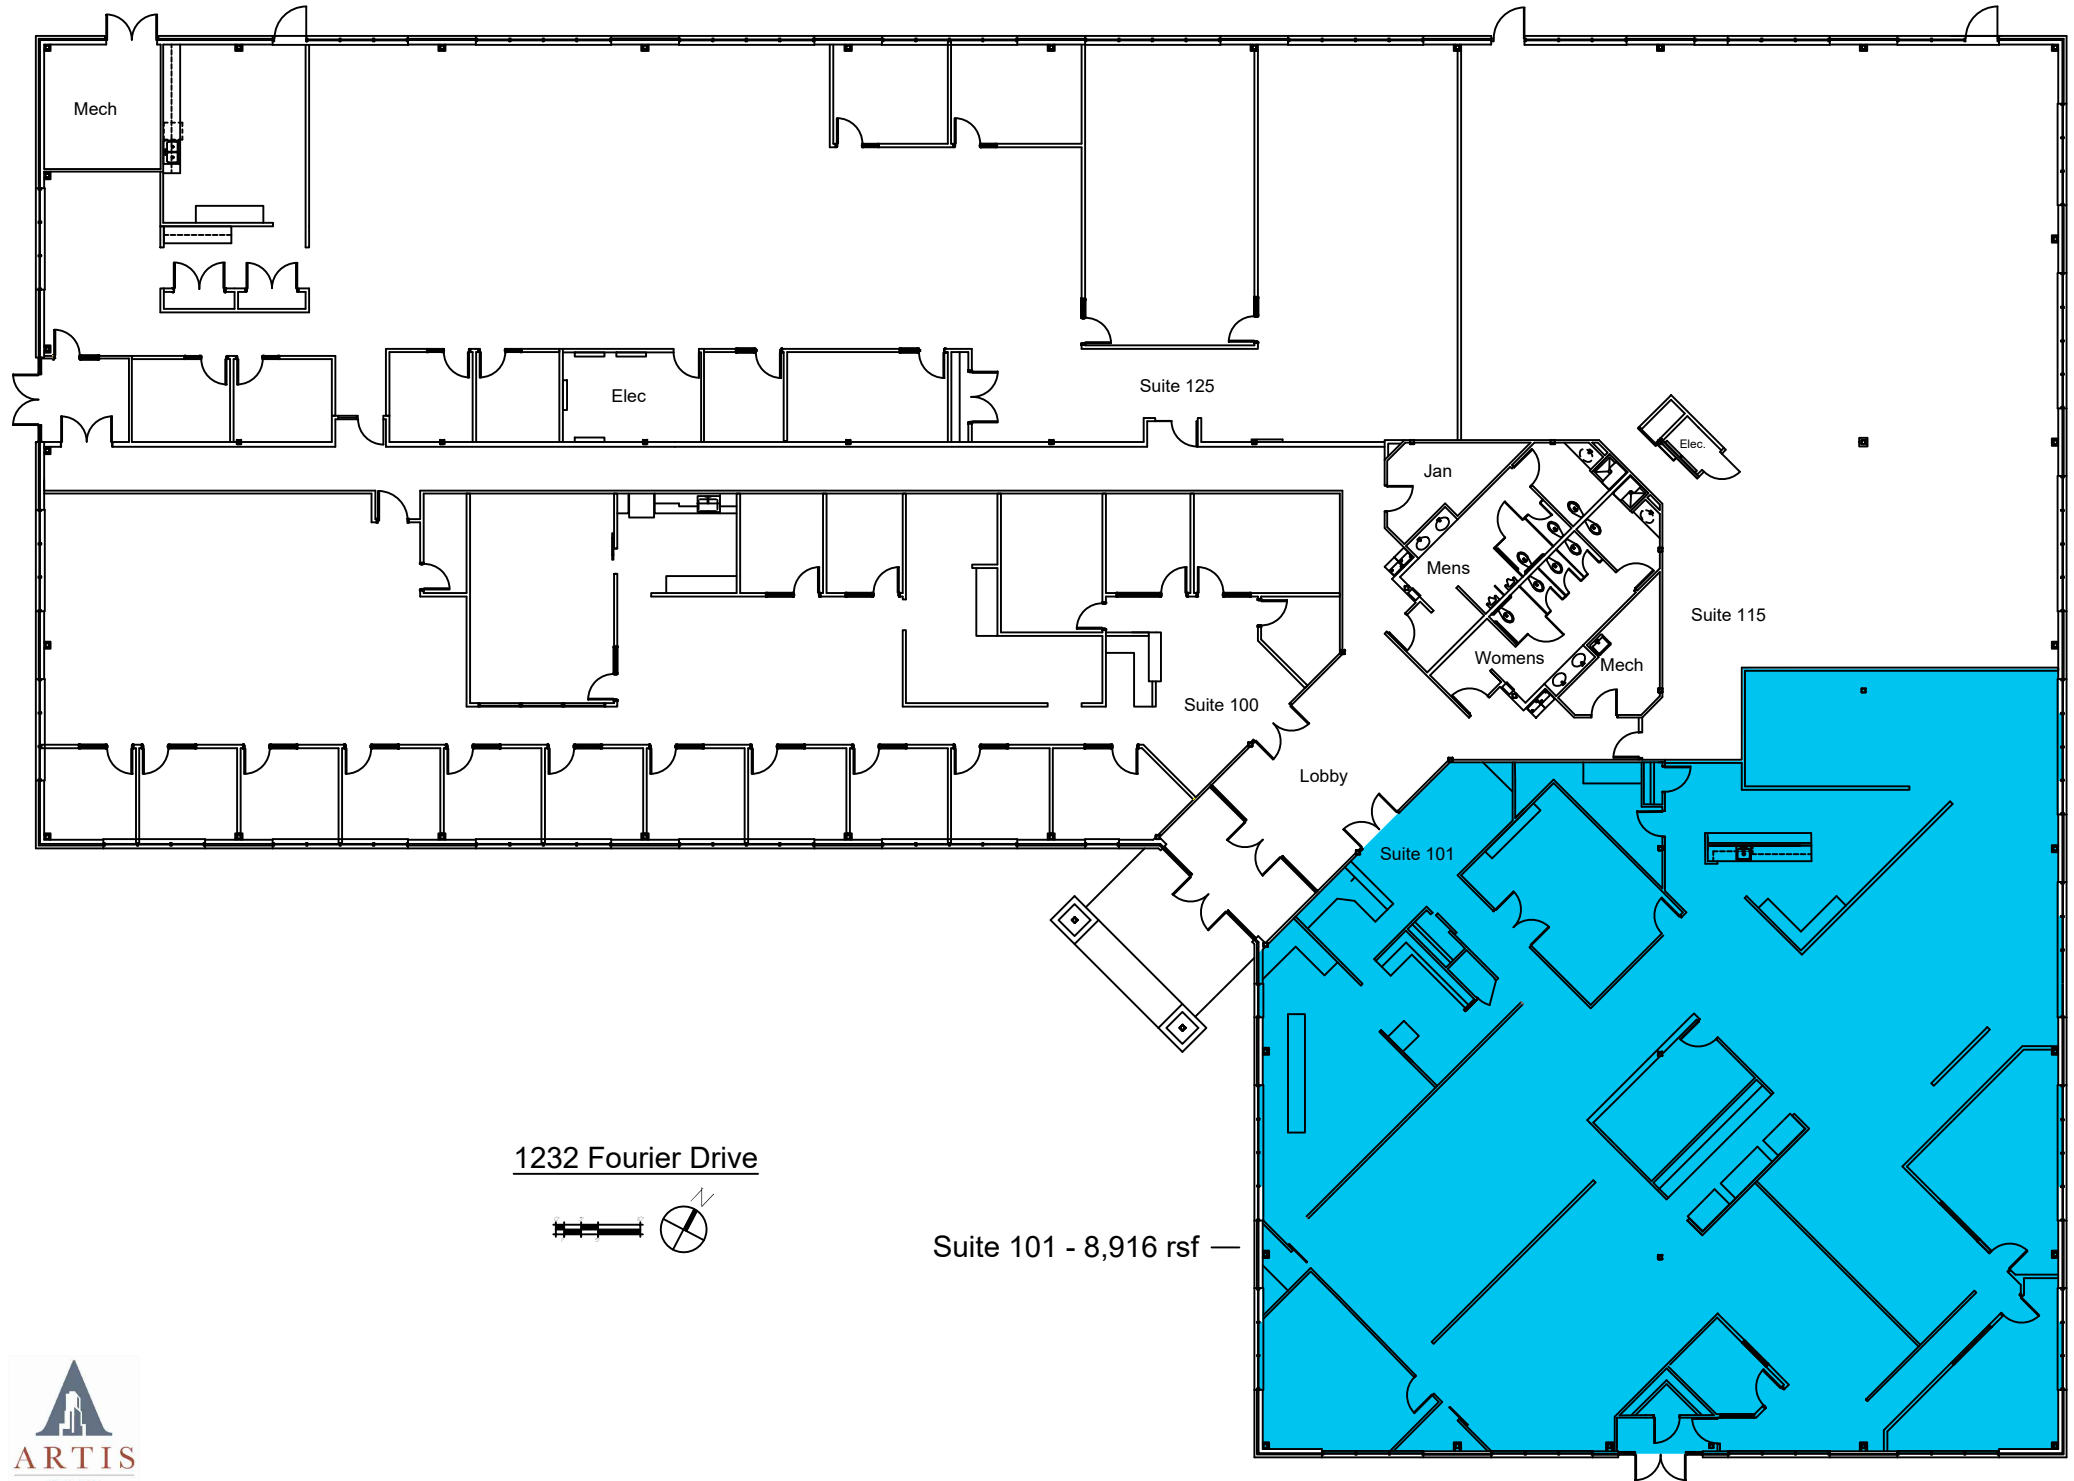 Mech
Elec
Suite 125
Elec.
Jan
Mens
Suite 115
Womens
Mech
Suite 100
Lobby
Suite 101
1232 Fourier Drive
N
Suite 101 - 8,916 rsf
ARTIS